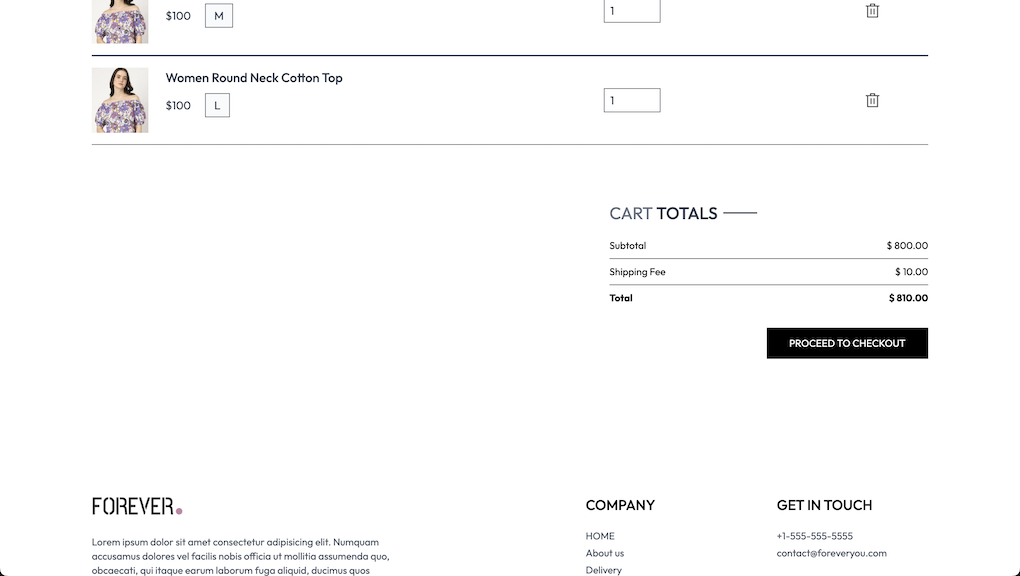 $100 M 1
Women Round Neck Cotton Top
$100 L 1
CART TOTALS
Subtotal $ 800.00
Shipping Fee $ 10.00
Total $ 810.00
PROCEED TO CHECKOUT
FOREVER.
Lorem ipsum dolor sit amet consectetur adipisicing elit. Numquam
accusamus dolores vel facilis nobis officia ut mollitia assumenda quo,
obcaecati, qui itaque earum laborum fuga aliquid, ducimus quos
COMPANY
HOME
About us
Delivery
GET IN TOUCH
+1-555-555-5555
contact@foreveryou.com